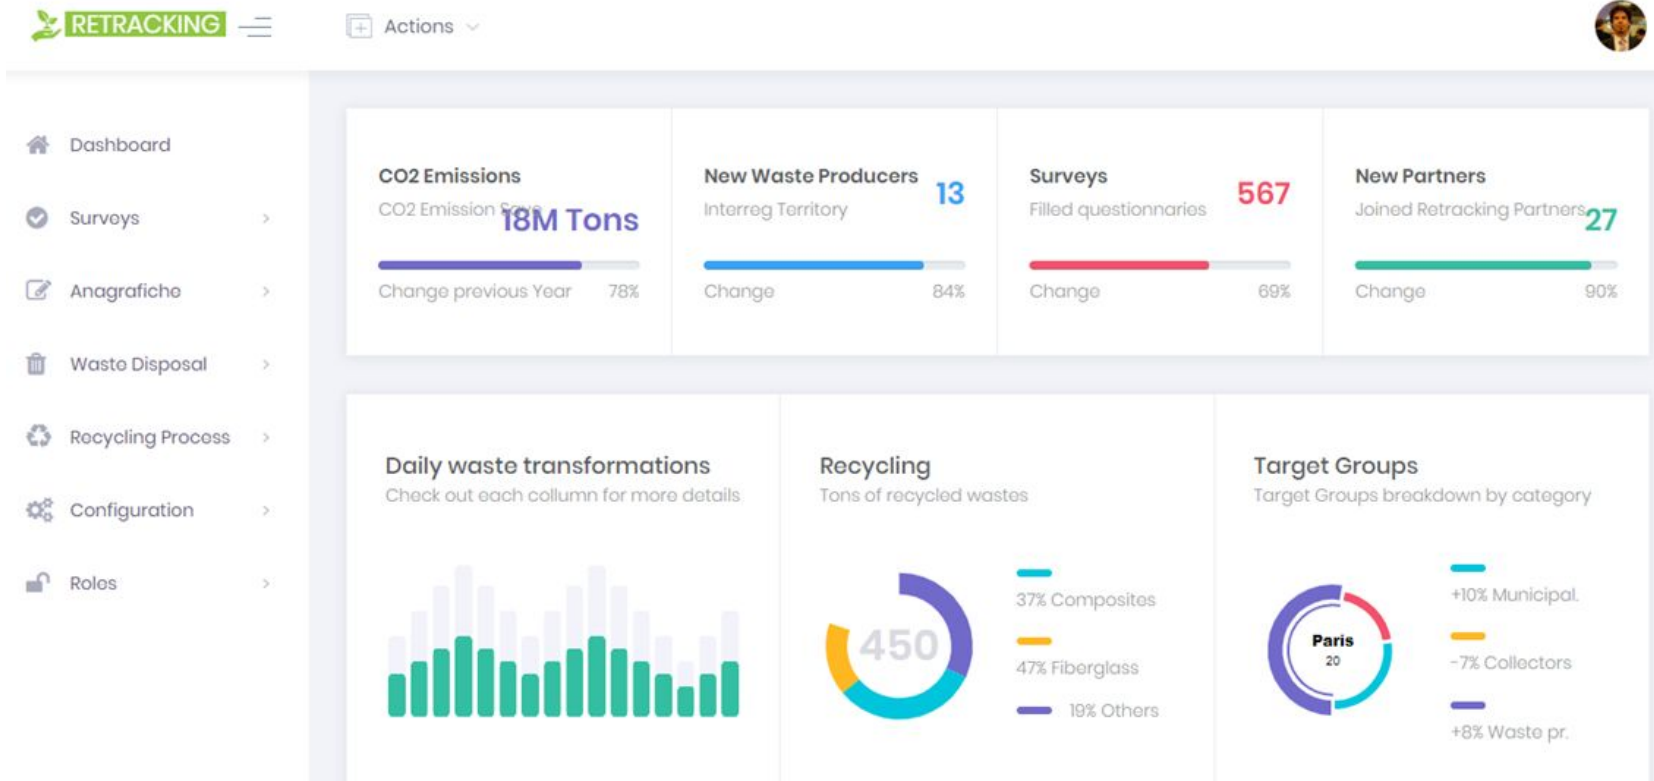 RETRACKING
Actions
Dashboard
Surveys
Anagrafiche
Waste Disposal
Recycling Process
Configuration
Roles
CO2 Emissions
CO2 Emission Save
18M Tons
Change previous Year 78%
New Waste Producers
Interreg Territory
13
Change 84%
Surveys
Filled questionnaries
567
Change 69%
New Partners
Joined Retracking Partners
27
Change 90%
Daily waste transformations
Check out each collumn for more details
Recycling
Tons of recycled wastes
450
37% Composites
47% Fiberglass
19% Others
Target Groups
Target Groups breakdown by category
Paris
20
+10% Municipal.
-7% Collectors
+8% Waste pr.